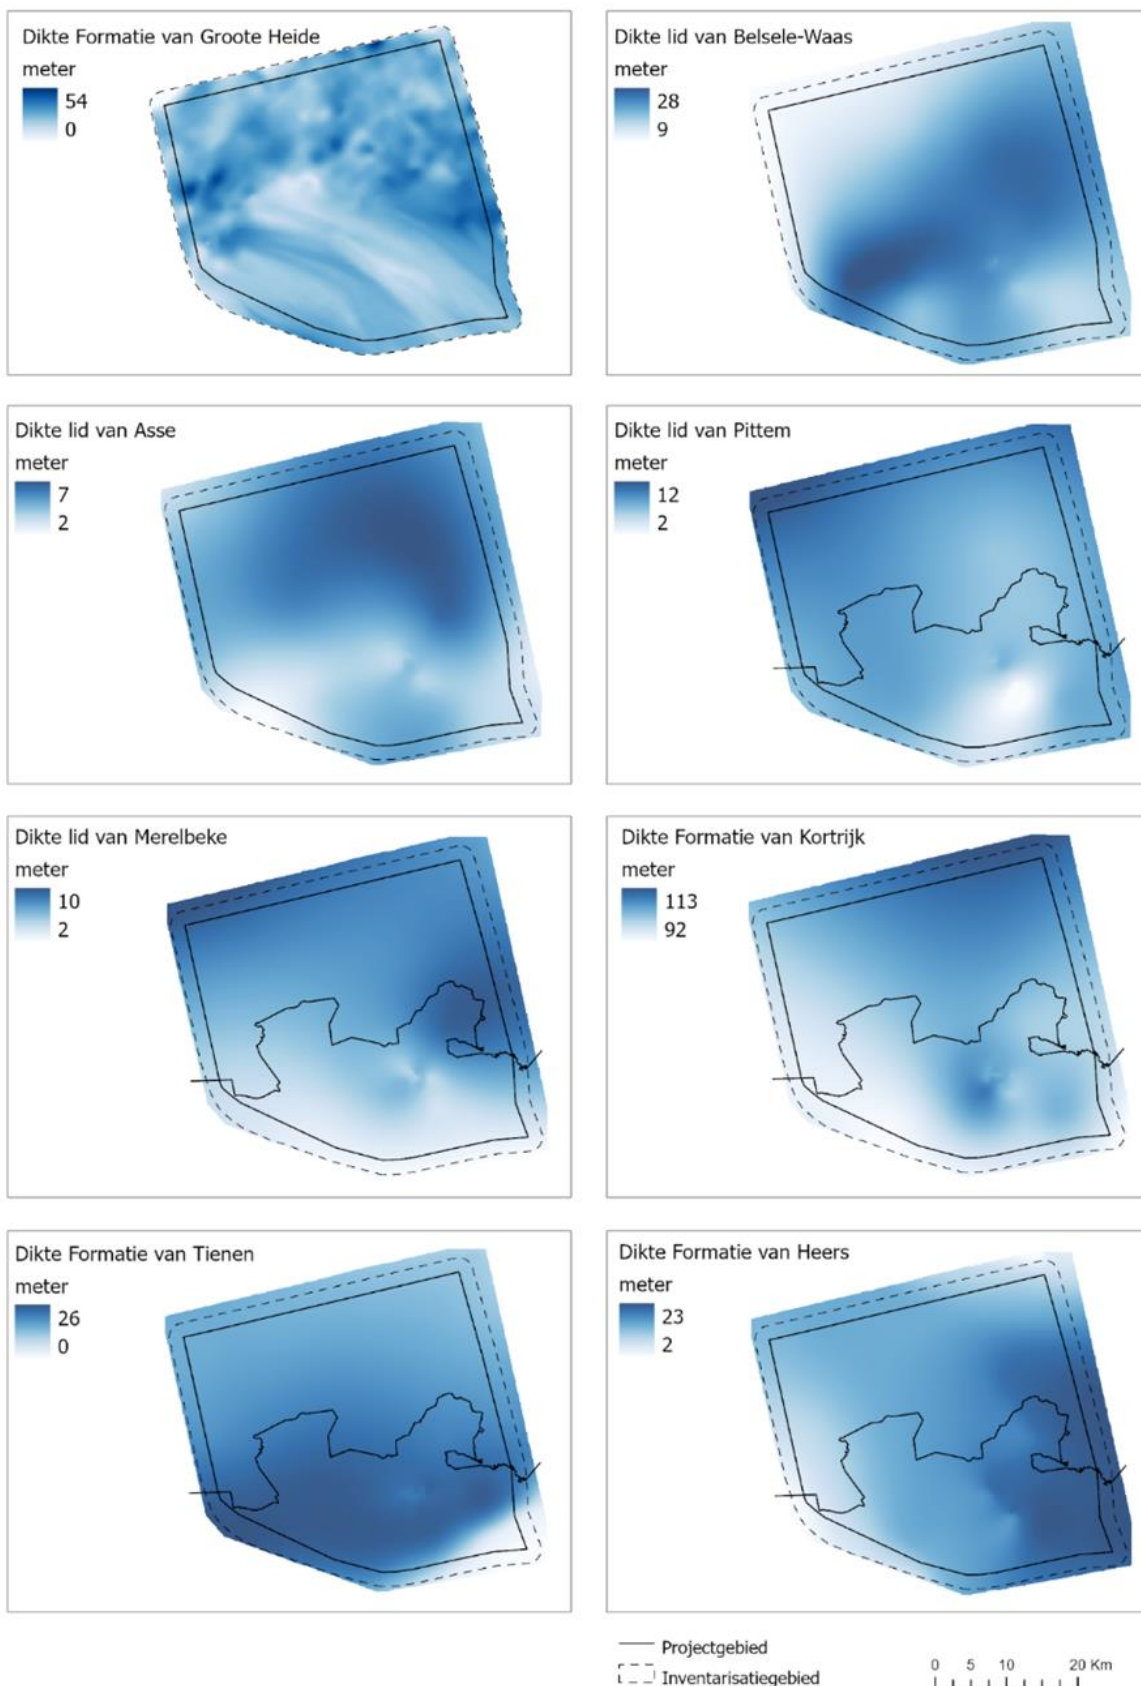 Dikte Formatie van Groote Heide
meter
54
0
Dikte lid van Belsele-Waas
meter
28
9
Dikte lid van Asse
meter
7
2
Dikte lid van Pittem
meter
12
2
Dikte lid van Merelbeke
meter
10
2
Dikte Formatie van Kortrijk
meter
113
92
Dikte Formatie van Tienen
meter
26
0
Dikte Formatie van Heers
meter
23
2
Projectgebied
Inventarisatiegebied
0 5 10 20 Km